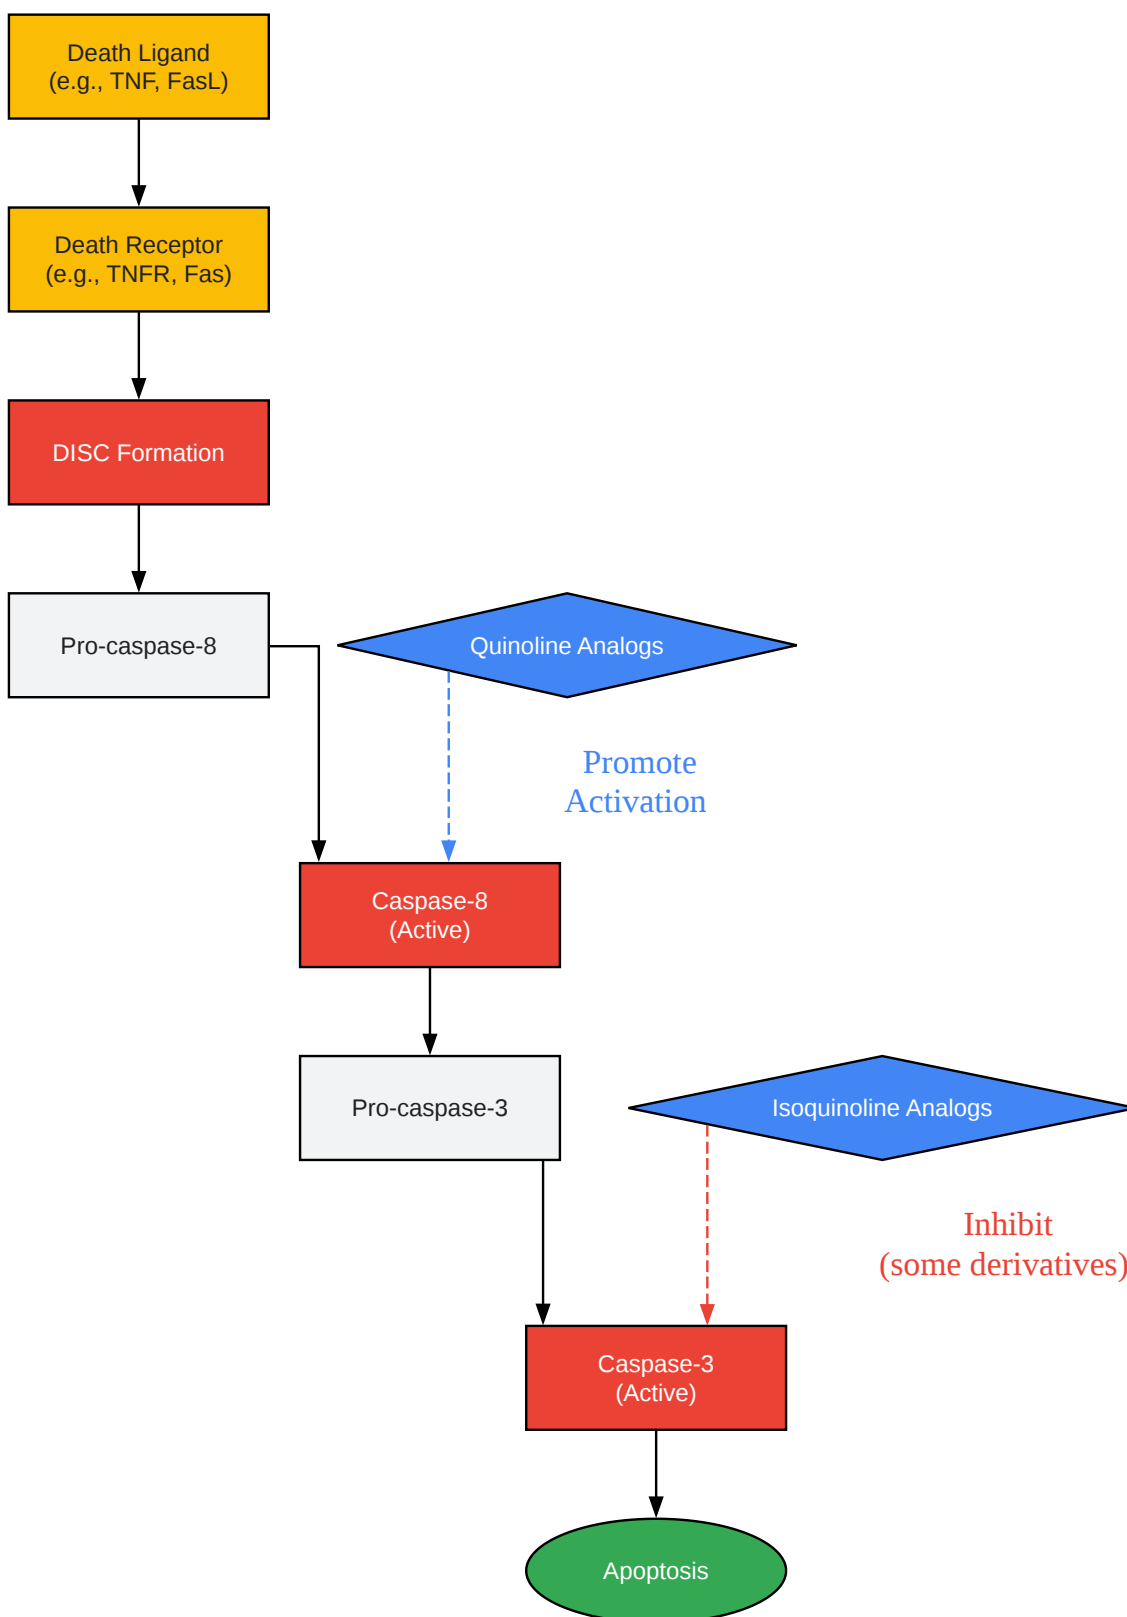 Death Ligand
(e.g., TNF, FasL)
Death Receptor
(e.g., TNFR, Fas)
DISC Formation
Pro-caspase-8
Quinoline Analogs
Promote
Activation
Caspase-8
(Active)
Pro-caspase-3
Isoquinoline Analogs
Inhibit
(some derivatives)
Caspase-3
(Active)
Apoptosis